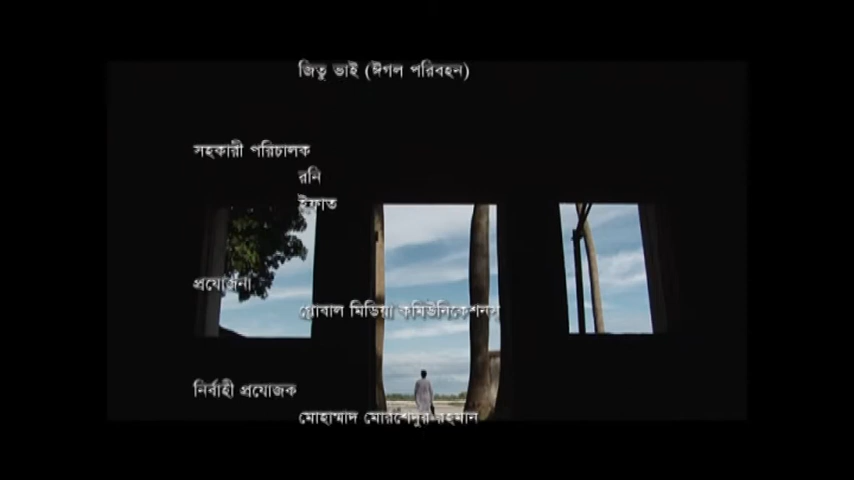 জিতু ভাই (ঈগল পরিবহন)
সহকারী পরিচালক
রনি
ইফাত
প্রযোজনা
গ্লোবাল মিডিয়া কমিউনিকেশনস্
নির্বাহী প্রযোজক
মোহাম্মাদ মোরশেদুর রহমান